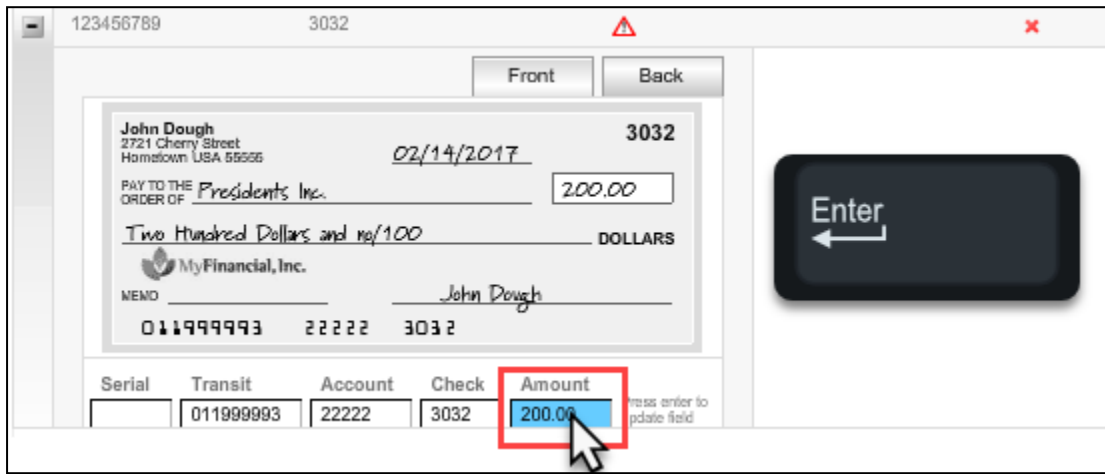 123456789 3032
Front Back
John Dough 3032
2721 Cherry Street
Hometown USA 55555
02/14/2017
PAY TO THE
ORDER OF Presidents Inc. 200.00
Two Hundred Dollars and no/100 DOLLARS
MyFinancial, Inc.
MEMO John Dough
011999993 22222 3032
Enter
Serial Transit Account Check Amount
011999993 22222 3032 200.00
Press enter to
update field